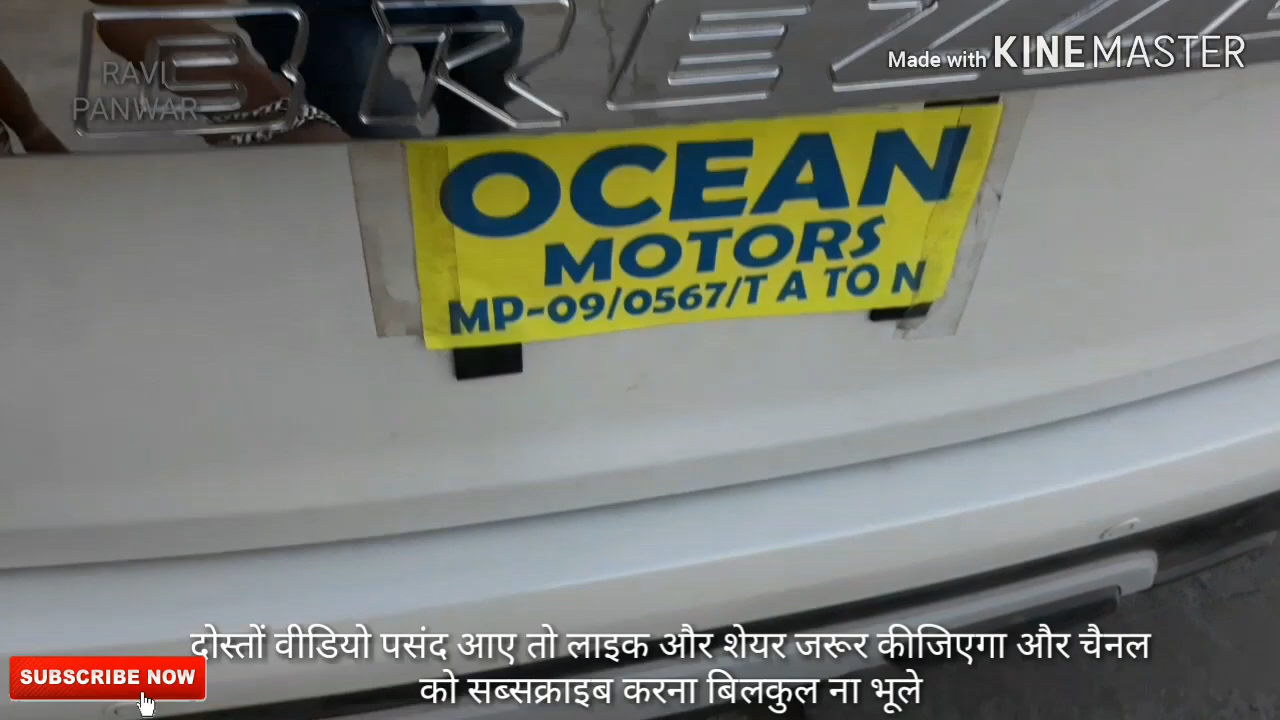 BREZZA
RAVI
PANWAR
Made with KINEMASTER
OCEAN
MOTORS
MP-09/0567/T A TO N
दोस्तों वीडियो पसंद आए तो लाइक और शेयर जरूर कीजिएगा और चैनल
को सब्सक्राइब करना बिलकुल ना भूले
SUBSCRIBE NOW